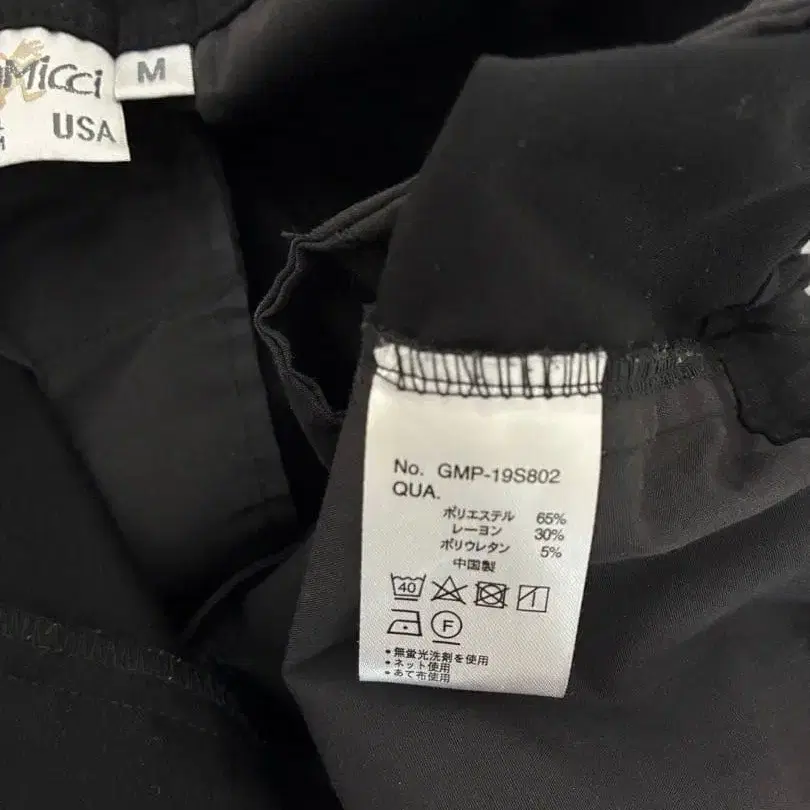 Micci
M
USA
No. GMP-19S802
QUA.
ポリエステル 65%
レーヨン 30%
ポリウレタン 5%
中国製
40
F
・無蛍光洗剤を使用
・ネット使用
・あて布使用